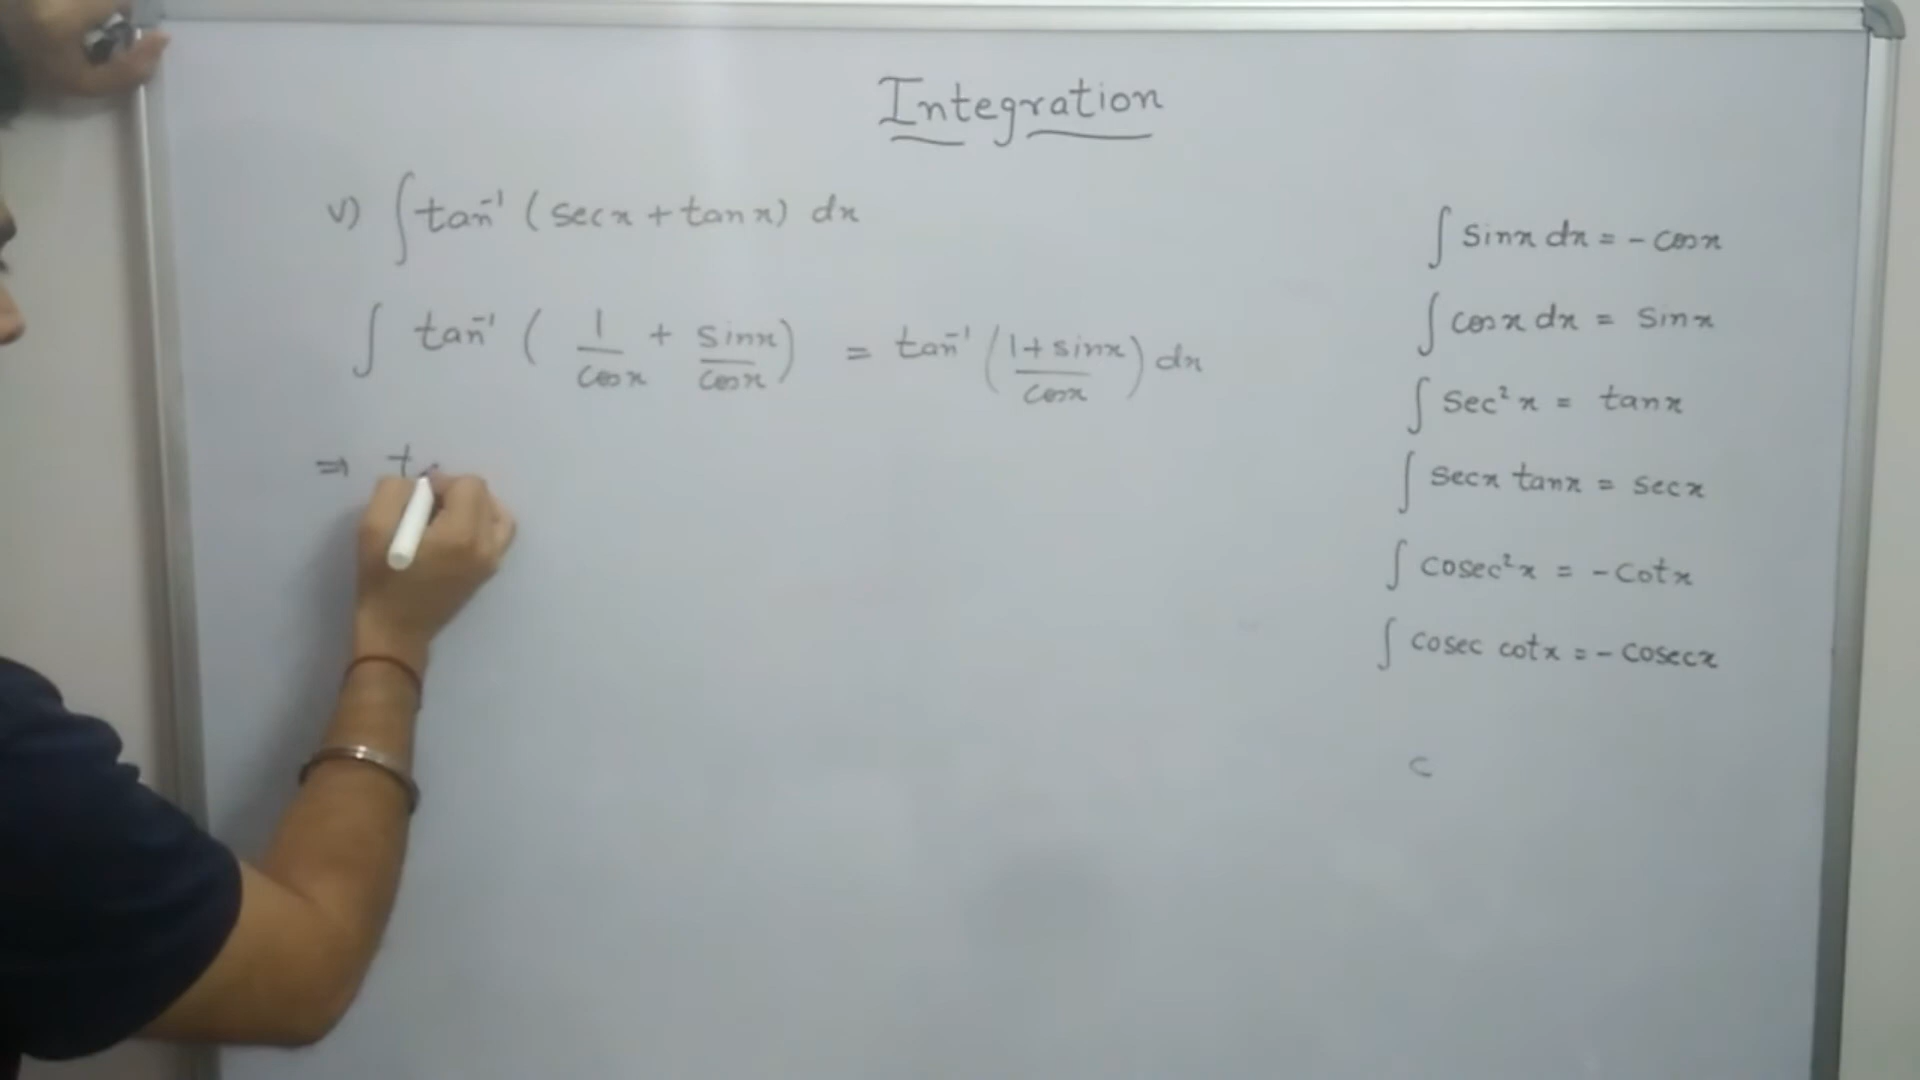 Integration
v) ∫ tan⁻¹ (secx + tanx) dx
∫ tan⁻¹ ( 1/cosx + sinx/cosx ) = tan⁻¹ ( 1+sinx/cosx ) dx
⇒ ta
∫ sinx dx = - cosx
∫ cosx dx = sinx
∫ sec²x = tanx
∫ secx tanx = secx
∫ cosec²x = -cotx
∫ cosec cotx = - cosecx
c